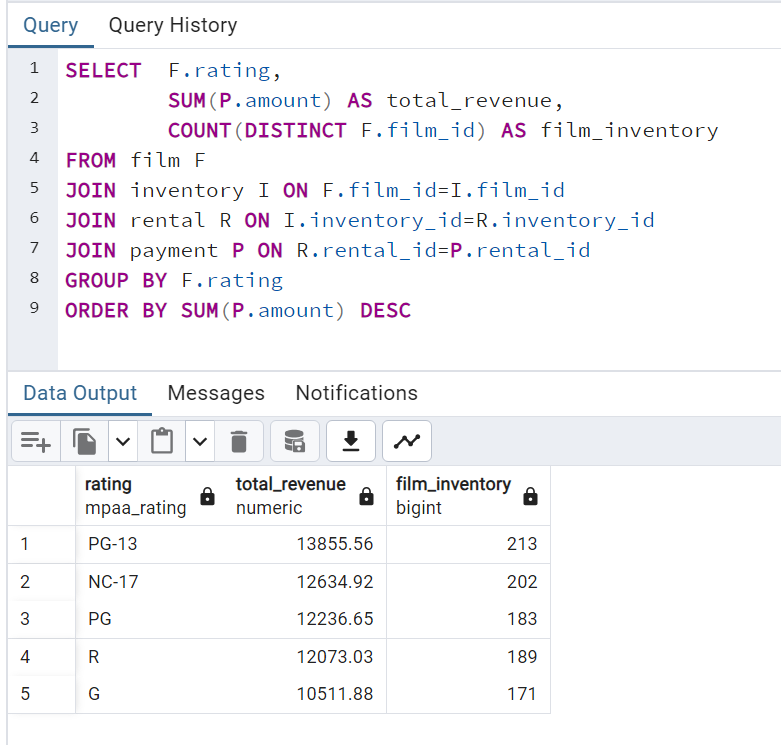 Query Query History
1 SELECT F.rating,
2 SUM(P.amount) AS total_revenue,
3 COUNT(DISTINCT F.film_id) AS film_inventory
4 FROM film F
5 JOIN inventory I ON F.film_id=I.film_id
6 JOIN rental R ON I.inventory_id=R.inventory_id
7 JOIN payment P ON R.rental_id=P.rental_id
8 GROUP BY F.rating
9 ORDER BY SUM(P.amount) DESC
Data Output Messages Notifications
rating total_revenue film_inventory
mpaa_rating numeric bigint
1 PG-13 13855.56 213
2 NC-17 12634.92 202
3 PG 12236.65 183
4 R 12073.03 189
5 G 10511.88 171